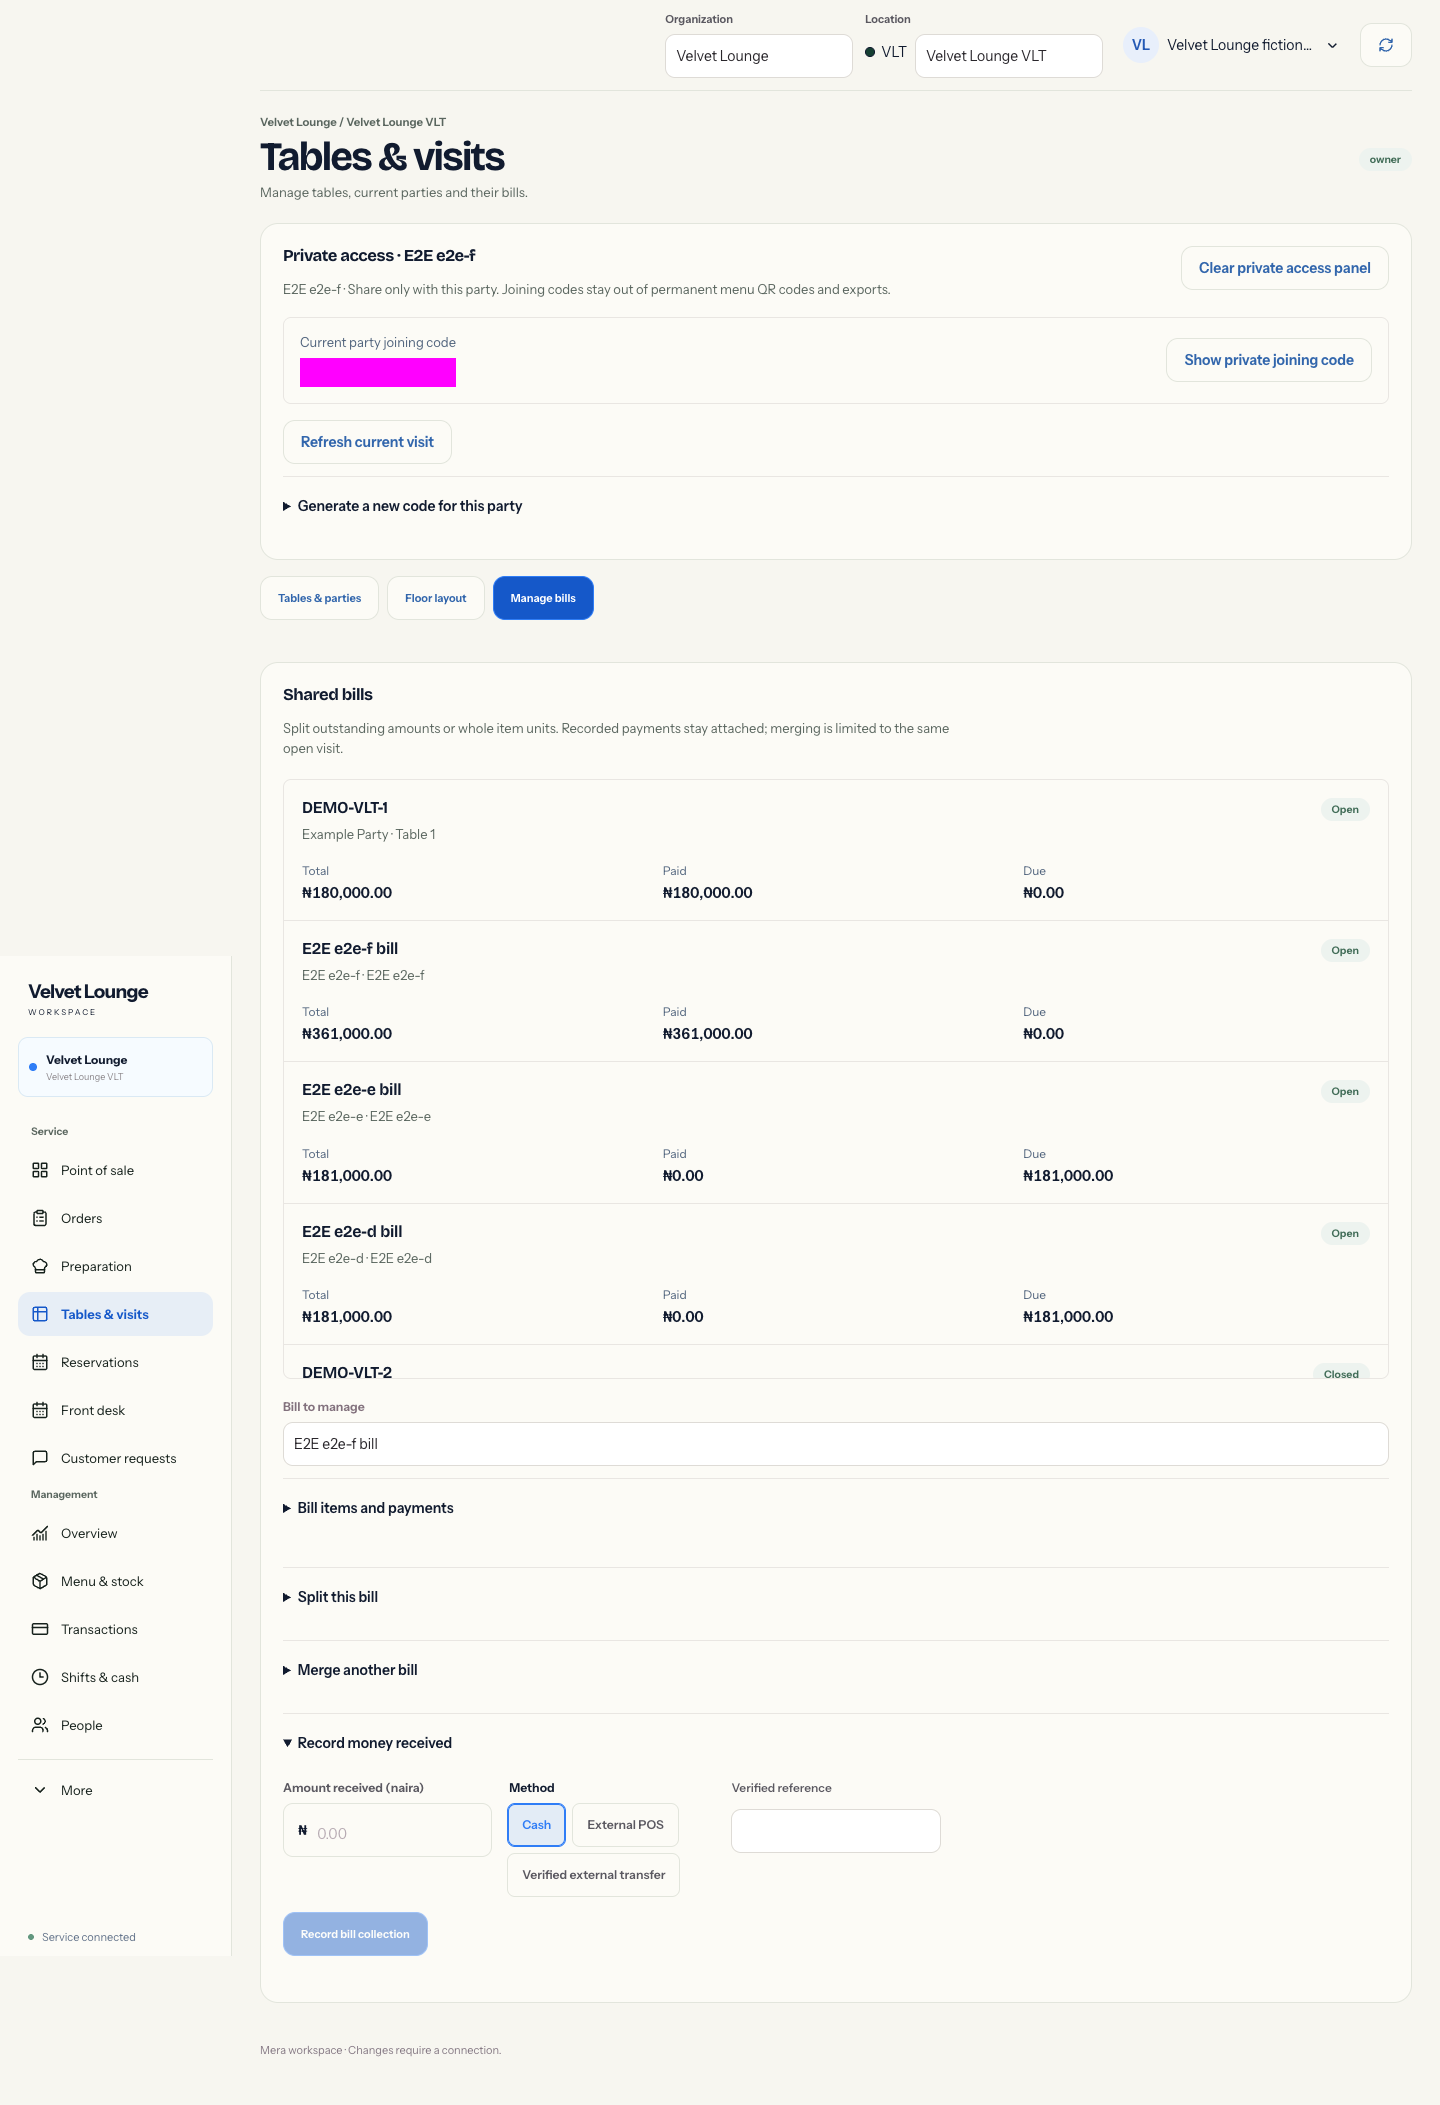 Organization
Location
Velvet Lounge
VLT
Velvet Lounge VLT
VL
Velvet Lounge fiction...
Velvet Lounge / Velvet Lounge VLT
Tables & visits
owner
Manage tables, current parties and their bills.
Private access · E2E e2e-f
Clear private access panel
E2E e2e-f · Share only with this party. Joining codes stay out of permanent menu QR codes and exports.
Current party joining code
Show private joining code
Refresh current visit
Generate a new code for this party
Tables & parties
Floor layout
Manage bills
Shared bills
Split outstanding amounts or whole item units. Recorded payments stay attached; merging is limited to the same
open visit.
DEMO-VLT-1
Open
Example Party · Table 1
Total
Paid
Due
₦180,000.00
₦180,000.00
₦0.00
E2E e2e-f bill
Open
E2E e2e-f · E2E e2e-f
Total
Paid
Due
₦361,000.00
₦361,000.00
₦0.00
E2E e2e-e bill
Open
E2E e2e-e · E2E e2e-e
Total
Paid
Due
₦181,000.00
₦0.00
₦181,000.00
E2E e2e-d bill
Open
E2E e2e-d · E2E e2e-d
Total
Paid
Due
₦181,000.00
₦0.00
₦181,000.00
DEMO-VLT-2
Closed
Bill to manage
E2E e2e-f bill
Bill items and payments
Split this bill
Merge another bill
Record money received
Amount received (naira)
Method
Verified reference
₦ 0.00
Cash
External POS
Verified external transfer
Record bill collection
Mera workspace · Changes require a connection.
Velvet Lounge
WORKSPACE
Velvet Lounge
Velvet Lounge VLT
Service
Point of sale
Orders
Preparation
Tables & visits
Reservations
Front desk
Customer requests
Management
Overview
Menu & stock
Transactions
Shifts & cash
People
More
Service connected